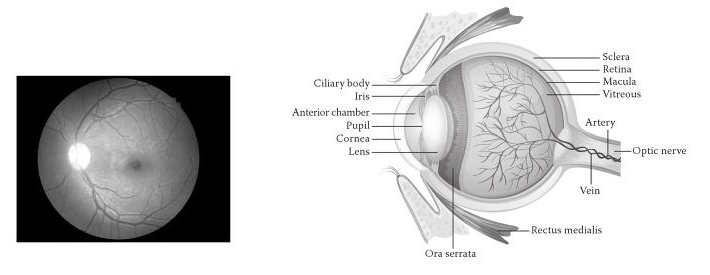 Sclera
Retina
Macula
Vitreous
Ciliary body
Iris
Anterior chamber
Pupil
Cornea
Lens
Artery
Optic nerve
Vein
Rectus medialis
Ora serrata